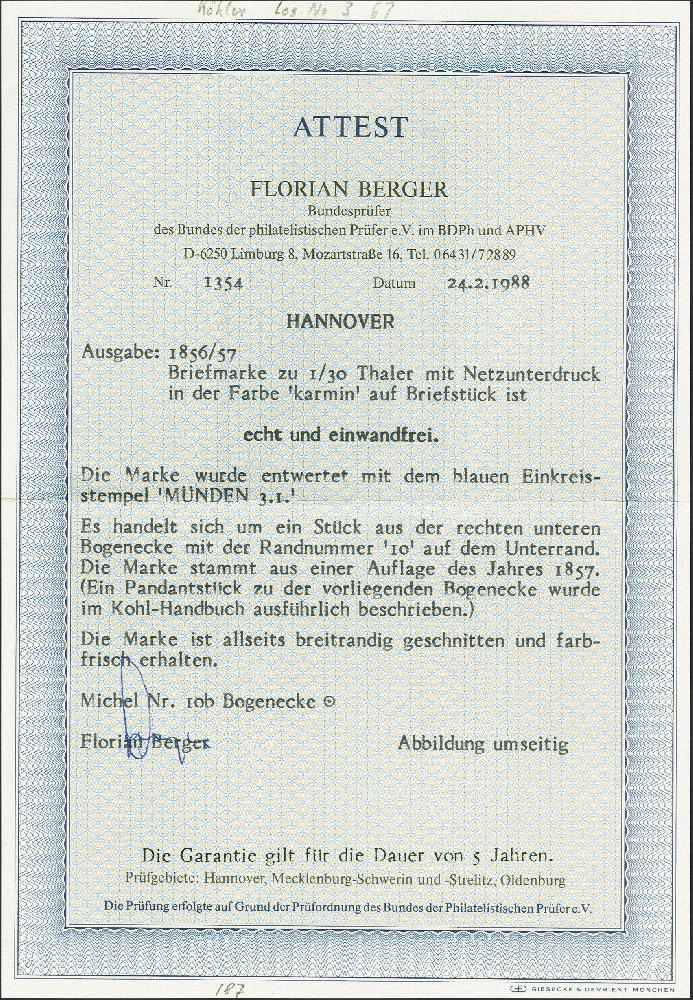 Köhler Los No 3 67
ATTEST
FLORIAN BERGER
Bundesprüfer
des Bundes der philatelistischen Prüfer e.V. im BDPh und APHV
D-6250 Limburg 8, Mozartstraße 16, Tel. 06431/72889
Nr. 1354 Datum 24.2.1988
HANNOVER
Ausgabe: 1856/57
Briefmarke zu 1/30 Thaler mit Netzunterdruck
in der Farbe 'karmin' auf Briefstück ist
echt und einwandfrei.
Die Marke wurde entwertet mit dem blauen Einkreis-
stempel 'MÜNDEN 3.1.'
Es handelt sich um ein Stück aus der rechten unteren
Bogenecke mit der Randnummer '10' auf dem Unterrand.
Die Marke stammt aus einer Auflage des Jahres 1857.
(Ein Pandantstück zu der vorliegenden Bogenecke wurde
im Kohl-Handbuch ausführlich beschrieben.)
Die Marke ist allseits breitrandig geschnitten und farb-
frisch erhalten.
Michel Nr. 10b Bogenecke ⊙
Florian Berger Abbildung umseitig
Die Garantie gilt für die Dauer von 5 Jahren.
Prüfgebiete: Hannover, Mecklenburg-Schwerin und -Strelitz, Oldenburg
Die Prüfung erfolgte auf Grund der Prüfordnung des Bundes der Philatelistischen Prüfer e.V.
187
GIESECKE & DEVRIENT MÜNCHEN